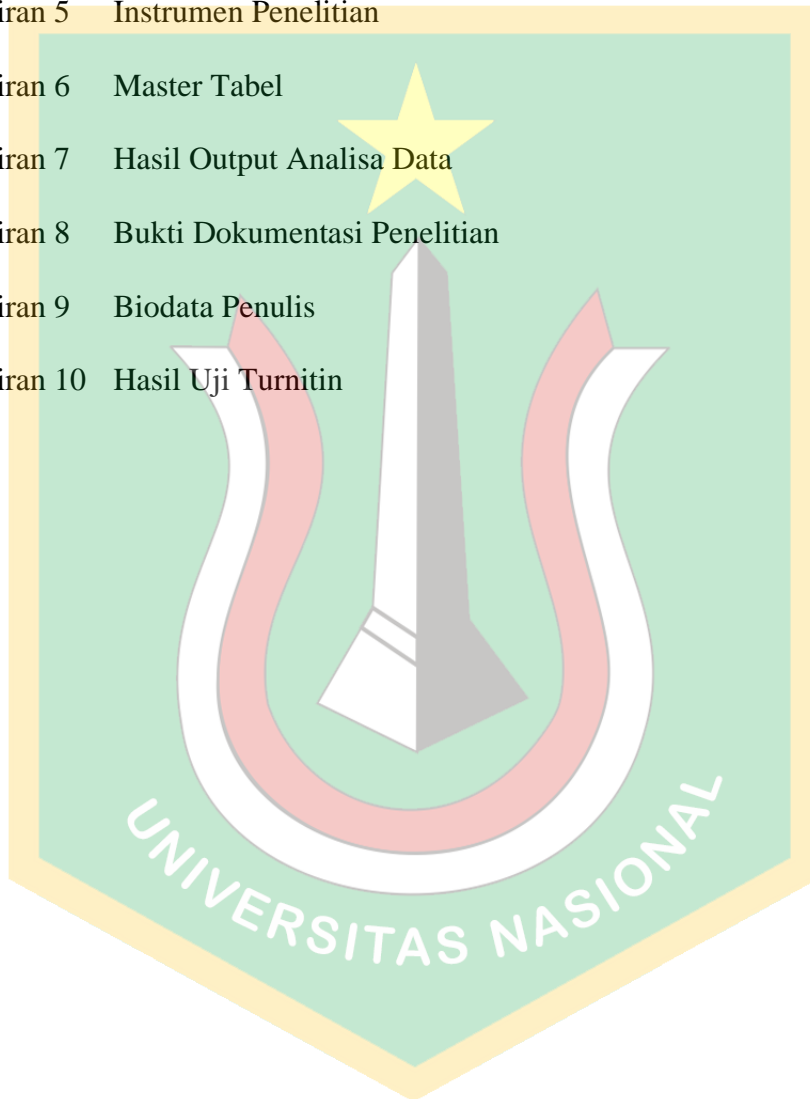 iran 5 Instrumen Penelitian
iran 6 Master Tabel
iran 7 Hasil Output Analisa Data
iran 8 Bukti Dokumentasi Penelitian
iran 9 Biodata Penulis
iran 10 Hasil Uji Turnitin
UNIVERSITAS NASIONAL